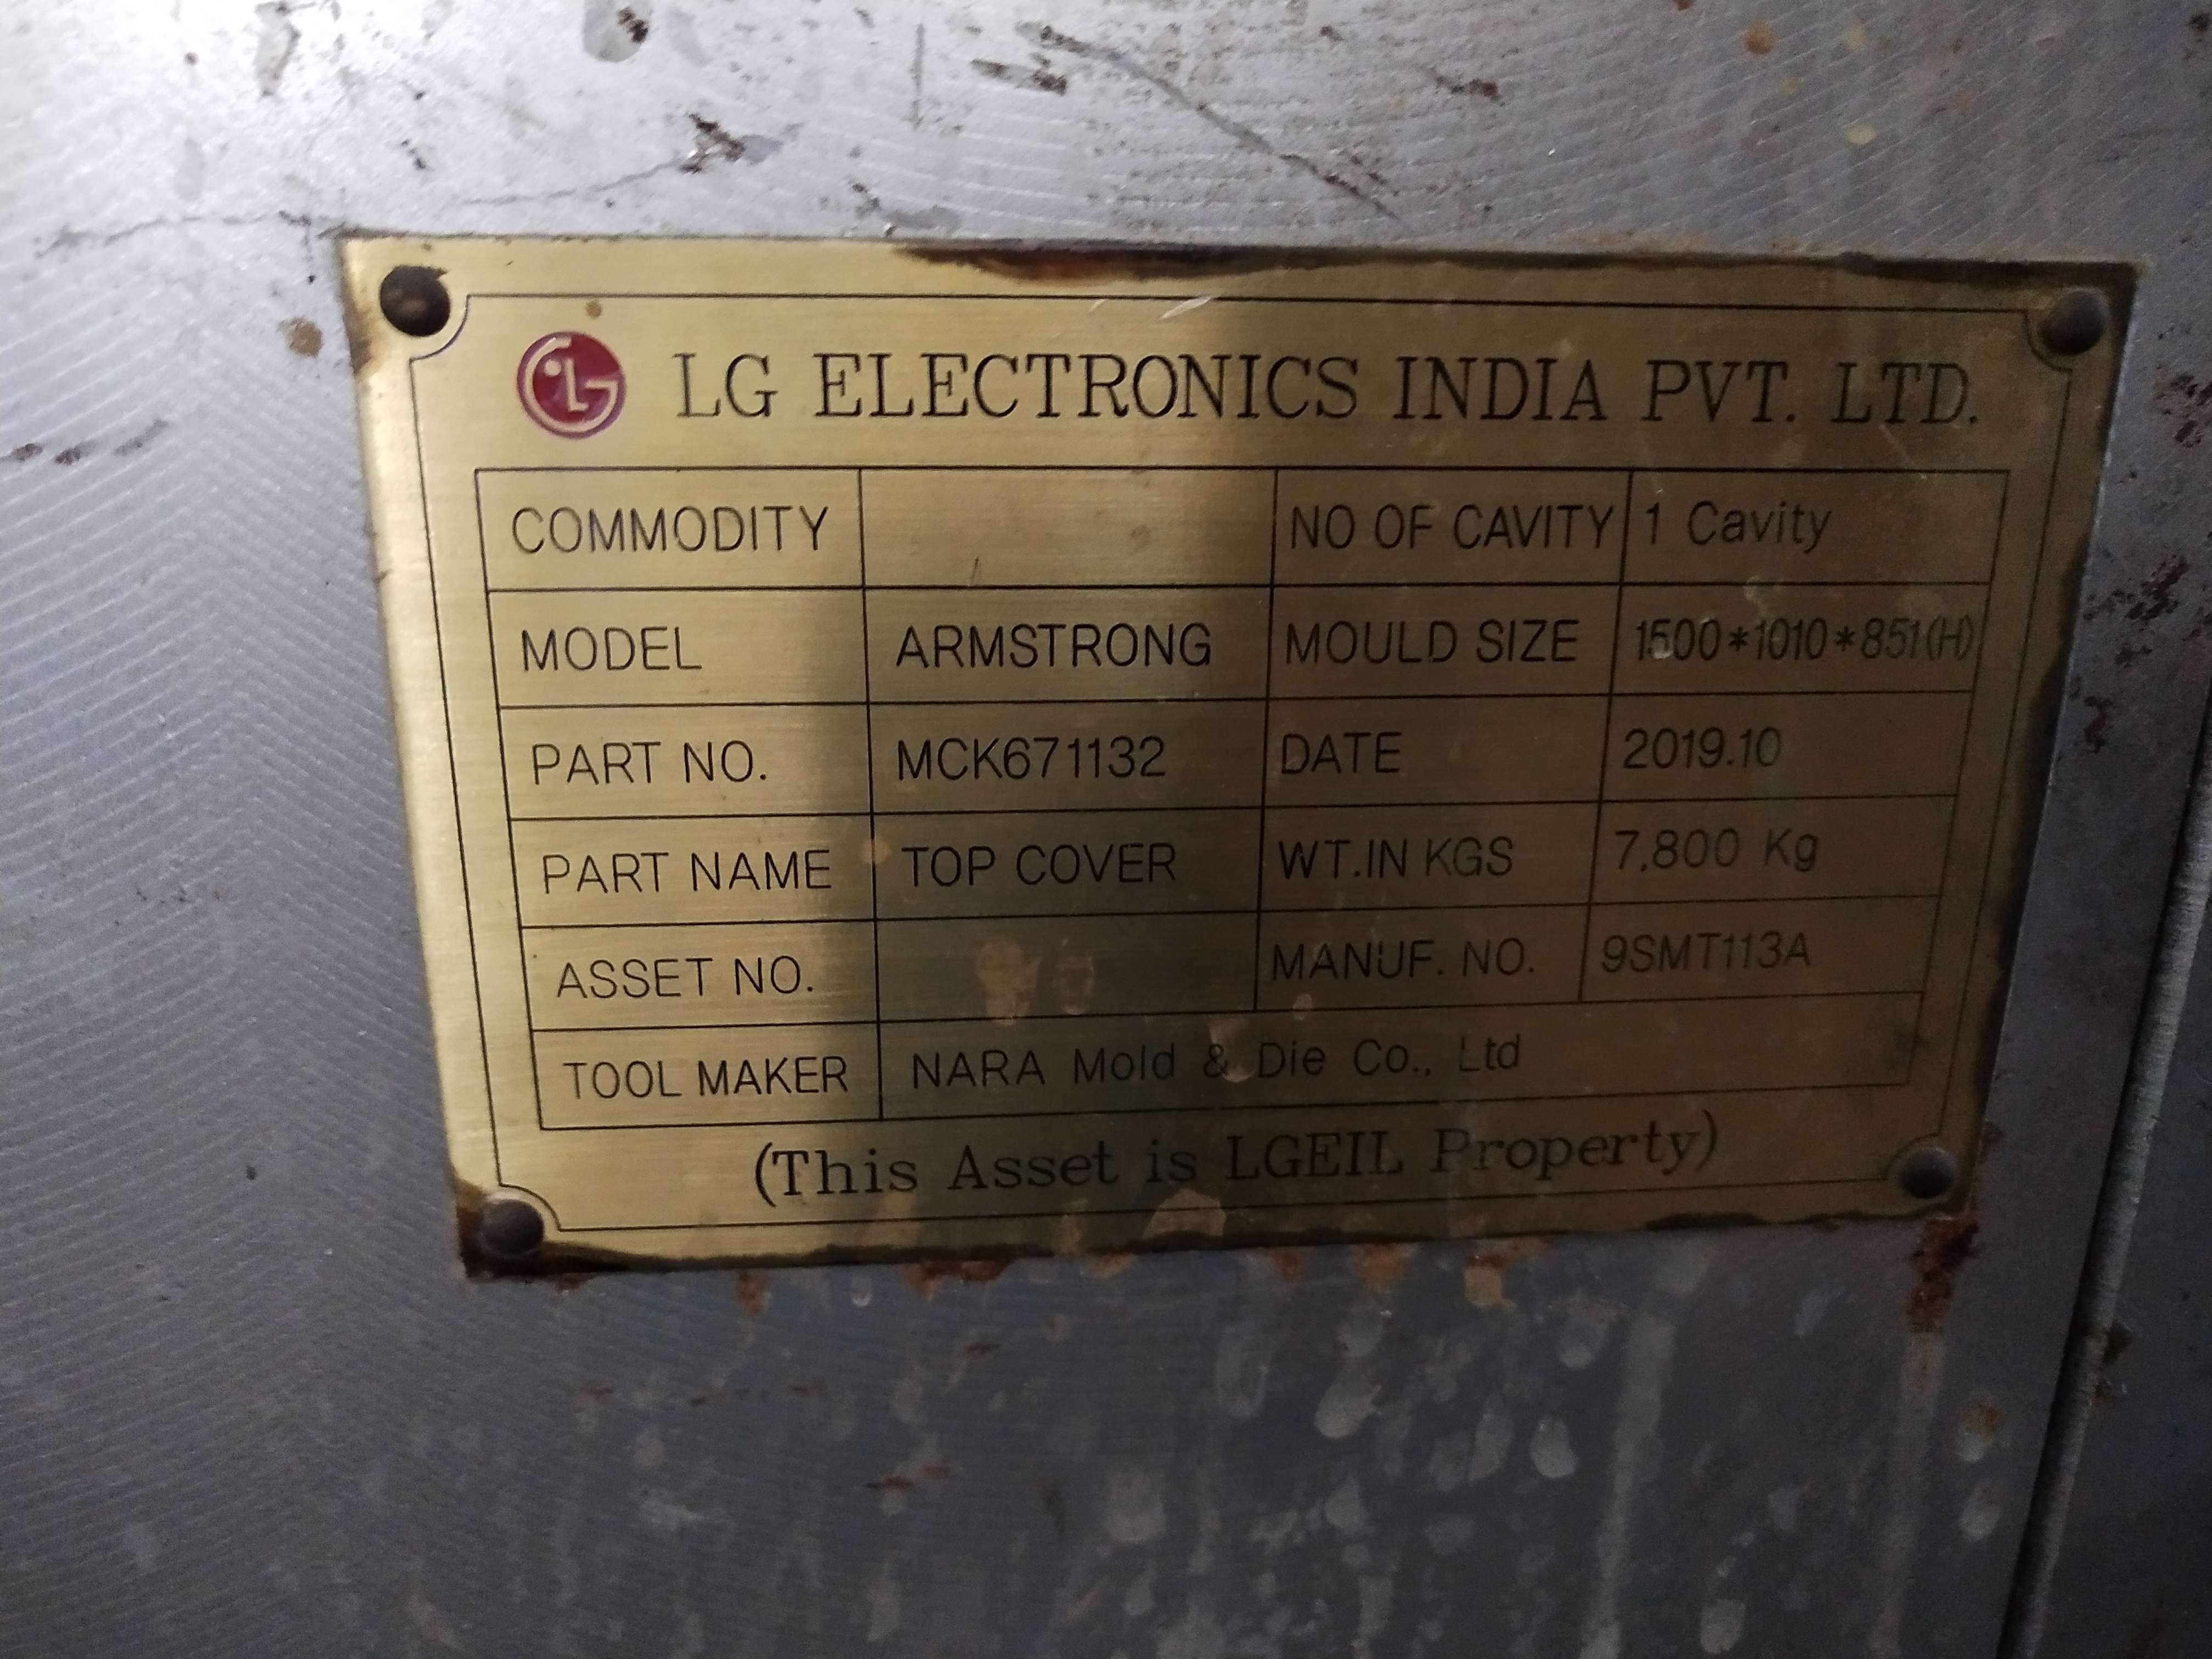 LG ELECTRONICS INDIA PVT. LTD.
COMMODITY NO OF CAVITY 1 Cavity
MODEL ARMSTRONG MOULD SIZE 1500*1010*851(H)
PART NO. MCK671132 DATE 2019.10
PART NAME TOP COVER WT.IN KGS 7,800 Kg
ASSET NO. MANUF. NO. 9SMT113A
TOOL MAKER NARA Mold & Die Co., Ltd
(This Asset is LGEIL Property)